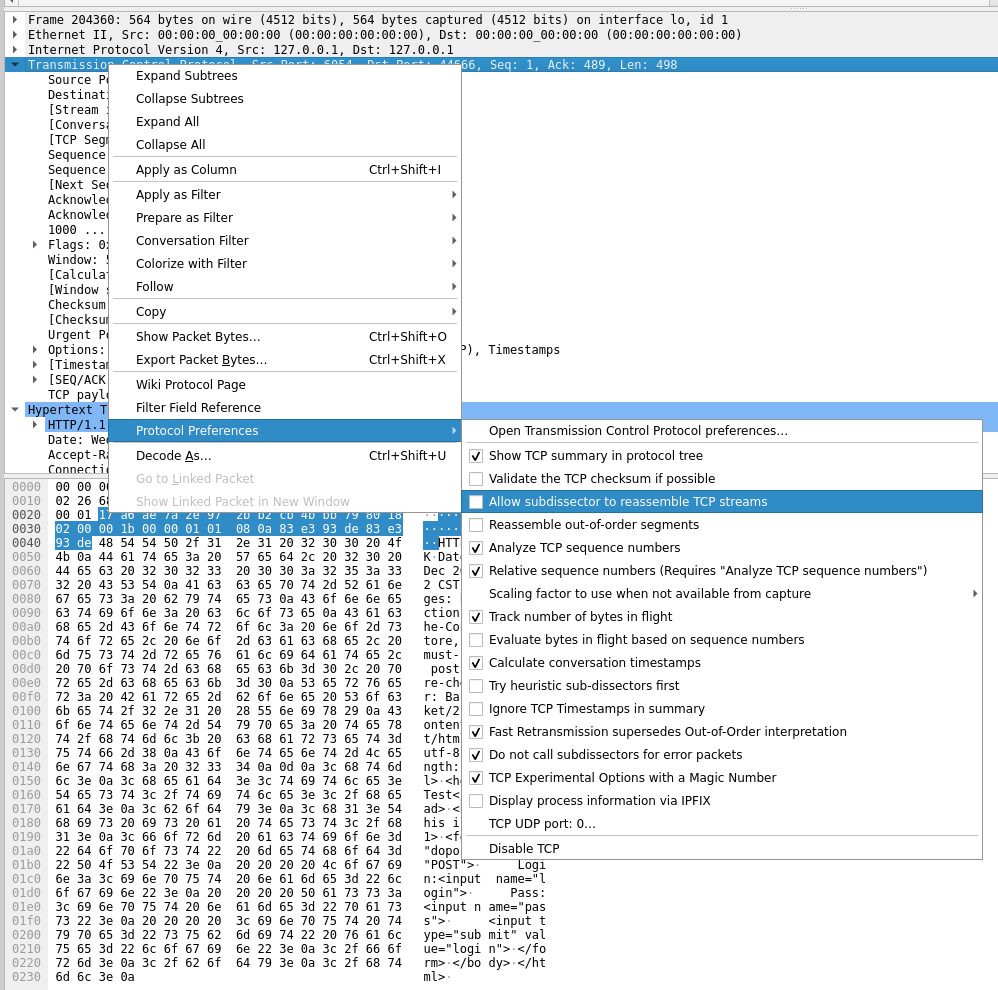 Frame 204360: 564 bytes on wire (4512 bits), 564 bytes captured (4512 bits) on interface lo, id 1
Ethernet II, Src: 00:00:00_00:00:00 (00:00:00:00:00:00), Dst: 00:00:00_00:00:00 (00:00:00:00:00:00)
Internet Protocol Version 4, Src: 127.0.0.1, Dst: 127.0.0.1
Transmission Control Protocol, Src Port: 6054, Dst Port: 44666, Seq: 1, Ack: 489, Len: 498
Source
[Stream
[TCP
Sequence
Sequence
[Next
1000 ...
Flags:
Window:
[Window
Checksum
Urgent
Options: P), Timestamps
[SEQ/ACK
TCP
Hypertext
HTTP/1.1
Date:
Expand Subtrees
Collapse Subtrees
Expand All
Collapse All
Apply as Column Ctrl+Shift+I
Apply as Filter
Prepare as Filter
Conversation Filter
Colorize with Filter
Follow
Copy
Show Packet Bytes… Ctrl+Shift+O
Export Packet Bytes… Ctrl+Shift+X
Wiki Protocol Page
Filter Field Reference
Protocol Preferences
Decode As… Ctrl+Shift+U
Go to Linked Packet
Show Linked Packet in New Window
Open Transmission Control Protocol preferences…
Show TCP summary in protocol tree
Validate the TCP checksum if possible
Allow subdissector to reassemble TCP streams
Reassemble out-of-order segments
Analyze TCP sequence numbers
Relative sequence numbers (Requires "Analyze TCP sequence numbers")
Scaling factor to use when not available from capture
Track number of bytes in flight
Evaluate bytes in flight based on sequence numbers
Calculate conversation timestamps
Try heuristic sub-dissectors first
Ignore TCP Timestamps in summary
Fast Retransmission supersedes Out-of-Order interpretation
Do not call subdissectors for error packets
TCP Experimental Options with a Magic Number
Display process information via IPFIX
TCP UDP port: 0…
Disable TCP
0000 00 00
0010 02 26
0020 00 01 17 a6 ae 7a 2e 97 2b b2 cb 4b bb 79 80 18
0030 02 00 00 1b 00 00 01 01 08 0a 83 e3 93 de 83 e3
0040 93 de 48 54 54 50 2f 31 2e 31 20 32 30 30 20 4f ··HTT
0050 4b 0a 44 61 74 65 3a 20 57 65 64 2c 20 32 30 20 K·Dat
0060 44 65 63 20 32 30 32 33 20 30 30 3a 32 35 3a 33 Dec 2
0070 32 20 43 53 54 0a 41 63 63 65 70 74 2d 52 61 6e 2 CST
0080 67 65 73 3a 20 62 79 74 65 73 0a 43 6f 6e 6e 65 ges:
0090 63 74 69 6f 6e 3a 20 63 6c 6f 73 65 0a 43 61 63 ction
00a0 68 65 2d 43 6f 6e 74 72 6f 6c 3a 20 6e 6f 2d 73 he-Co
00b0 74 6f 72 65 2c 20 6e 6f 2d 63 61 63 68 65 2c 20 tore,
00c0 6d 75 73 74 2d 72 65 76 61 6c 69 64 61 74 65 2c must-
00d0 20 70 6f 73 74 2d 63 68 65 63 6b 3d 30 2c 20 70 post
00e0 72 65 2d 63 68 65 63 6b 3d 30 0a 53 65 72 76 65 re-ch
00f0 72 3a 20 42 61 72 65 2d 62 6f 6e 65 20 53 6f 63 r: Ba
0100 6b 65 74 2f 32 2e 31 20 28 55 6e 69 78 29 0a 43 ket/2
0110 6f 6e 74 65 6e 74 2d 54 79 70 65 3a 20 74 65 78 onten
0120 74 2f 68 74 6d 6c 3b 20 63 68 61 72 73 65 74 3d t/htm
0130 75 74 66 2d 38 0a 43 6f 6e 74 65 6e 74 2d 4c 65 utf-8
0140 6e 67 74 68 3a 20 32 33 34 0a 0d 0a 3c 68 74 6d ngth:
0150 6c 3e 0a 3c 68 65 61 64 3e 3c 74 69 74 6c 65 3e l>·<h
0160 54 65 73 74 3c 2f 74 69 74 6c 65 3e 3c 2f 68 65 Test<
0170 61 64 3e 0a 3c 62 6f 64 79 3e 0a 3c 68 31 3e 54 ad>·<
0180 68 69 73 20 69 73 20 61 20 74 65 73 74 3c 2f 68 his i
0190 31 3e 0a 3c 66 6f 72 6d 20 61 63 74 69 6f 6e 3d 1>·<f
01a0 22 64 6f 70 6f 73 74 22 20 6d 65 74 68 6f 64 3d "dopo
01b0 22 50 4f 53 54 22 3e 0a 20 20 20 20 4c 6f 67 69 "POST">· Logi
01c0 6e 3a 3c 69 6e 70 75 74 20 6e 61 6d 65 3d 22 6c n:<input name="l
01d0 6f 67 69 6e 22 3e 0a 20 20 20 20 50 61 73 73 3a ogin">· Pass:
01e0 3c 69 6e 70 75 74 20 6e 61 6d 65 3d 22 70 61 73 <input n ame="pas
01f0 73 22 3e 0a 20 20 20 20 3c 69 6e 70 75 74 20 74 s">· <input t
0200 79 70 65 3d 22 73 75 62 6d 69 74 22 20 76 61 6c ype="sub mit" val
0210 75 65 3d 22 6c 6f 67 69 6e 22 3e 0a 3c 2f 66 6f ue="logi n">·</fo
0220 72 6d 3e 0a 3c 2f 62 6f 64 79 3e 0a 3c 2f 68 74 rm>·</bo dy>·</ht
0230 6d 6c 3e 0a ml>·